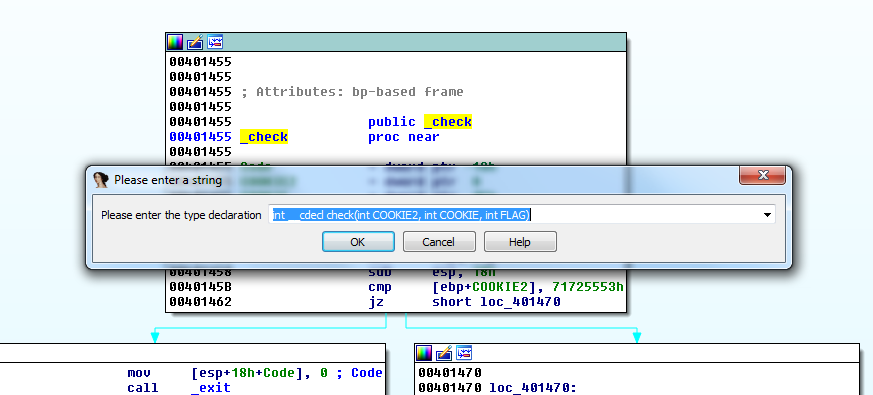 00401455
00401455
00401455 ; Attributes: bp-based frame
00401455
00401455 public _check
00401455 _check proc near
00401455
Please enter a string
Please enter the type declaration int __cdecl check(int COOKIE2, int COOKIE, int FLAG)
OK Cancel Help
00401458 sub esp, 18h
0040145B cmp [ebp+COOKIE2], 71725553h
00401462 jz short loc_401470
mov [esp+18h+Code], 0 ; Code
call _exit
00401470
00401470 loc_401470: